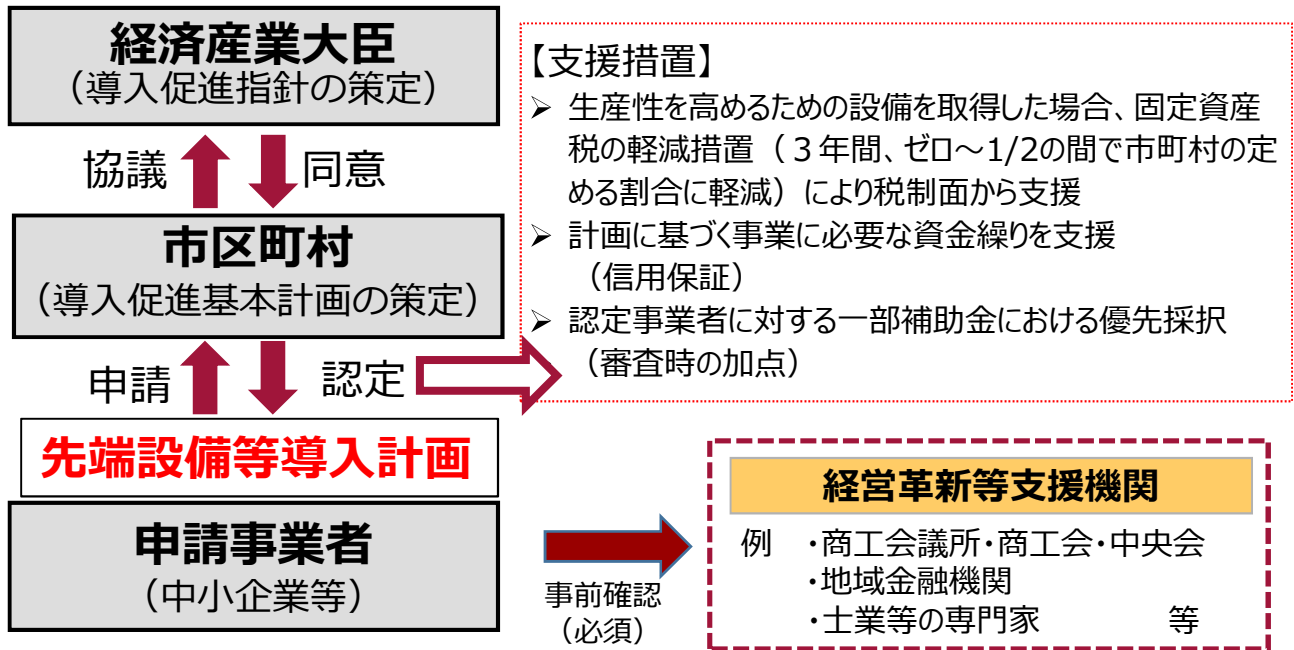 経済産業大臣
（導入促進指針の策定）
協議
同意
市区町村
（導入促進基本計画の策定）
申請
認定
先端設備等導入計画
申請事業者
（中小企業等）
【支援措置】
➢ 生産性を高めるための設備を取得した場合、固定資産
税の軽減措置（３年間、ゼロ～1/2の間で市町村の定
める割合に軽減）により税制面から支援
➢ 計画に基づく事業に必要な資金繰りを支援
（信用保証）
➢ 認定事業者に対する一部補助金における優先採択
（審査時の加点）
事前確認
（必須）
経営革新等支援機関
例 ・商工会議所・商工会・中央会
・地域金融機関
・士業等の専門家 等